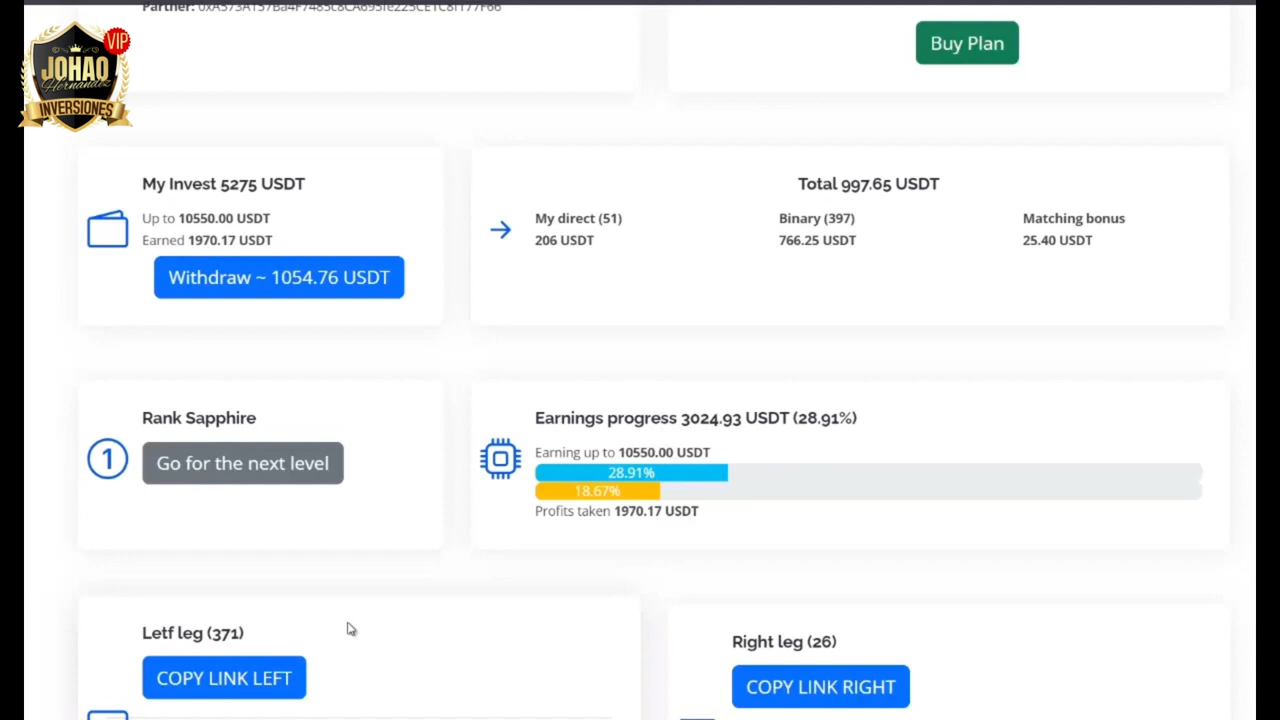 Partner: 0xA573A157Ba4F7485c8CA695fe225CE1C8f177F66
VIP
JOHAO
Hernandez
INVERSIONES
Buy Plan
My Invest 5275 USDT
Up to 10550.00 USDT
Earned 1970.17 USDT
Withdraw ~ 1054.76 USDT
Total 997.65 USDT
My direct (51)
206 USDT
Binary (397)
766.25 USDT
Matching bonus
25.40 USDT
Rank Sapphire
1
Go for the next level
Earnings progress 3024.93 USDT (28.91%)
Earning up to 10550.00 USDT
28.91%
18.67%
Profits taken 1970.17 USDT
Letf leg (371)
COPY LINK LEFT
Right leg (26)
COPY LINK RIGHT